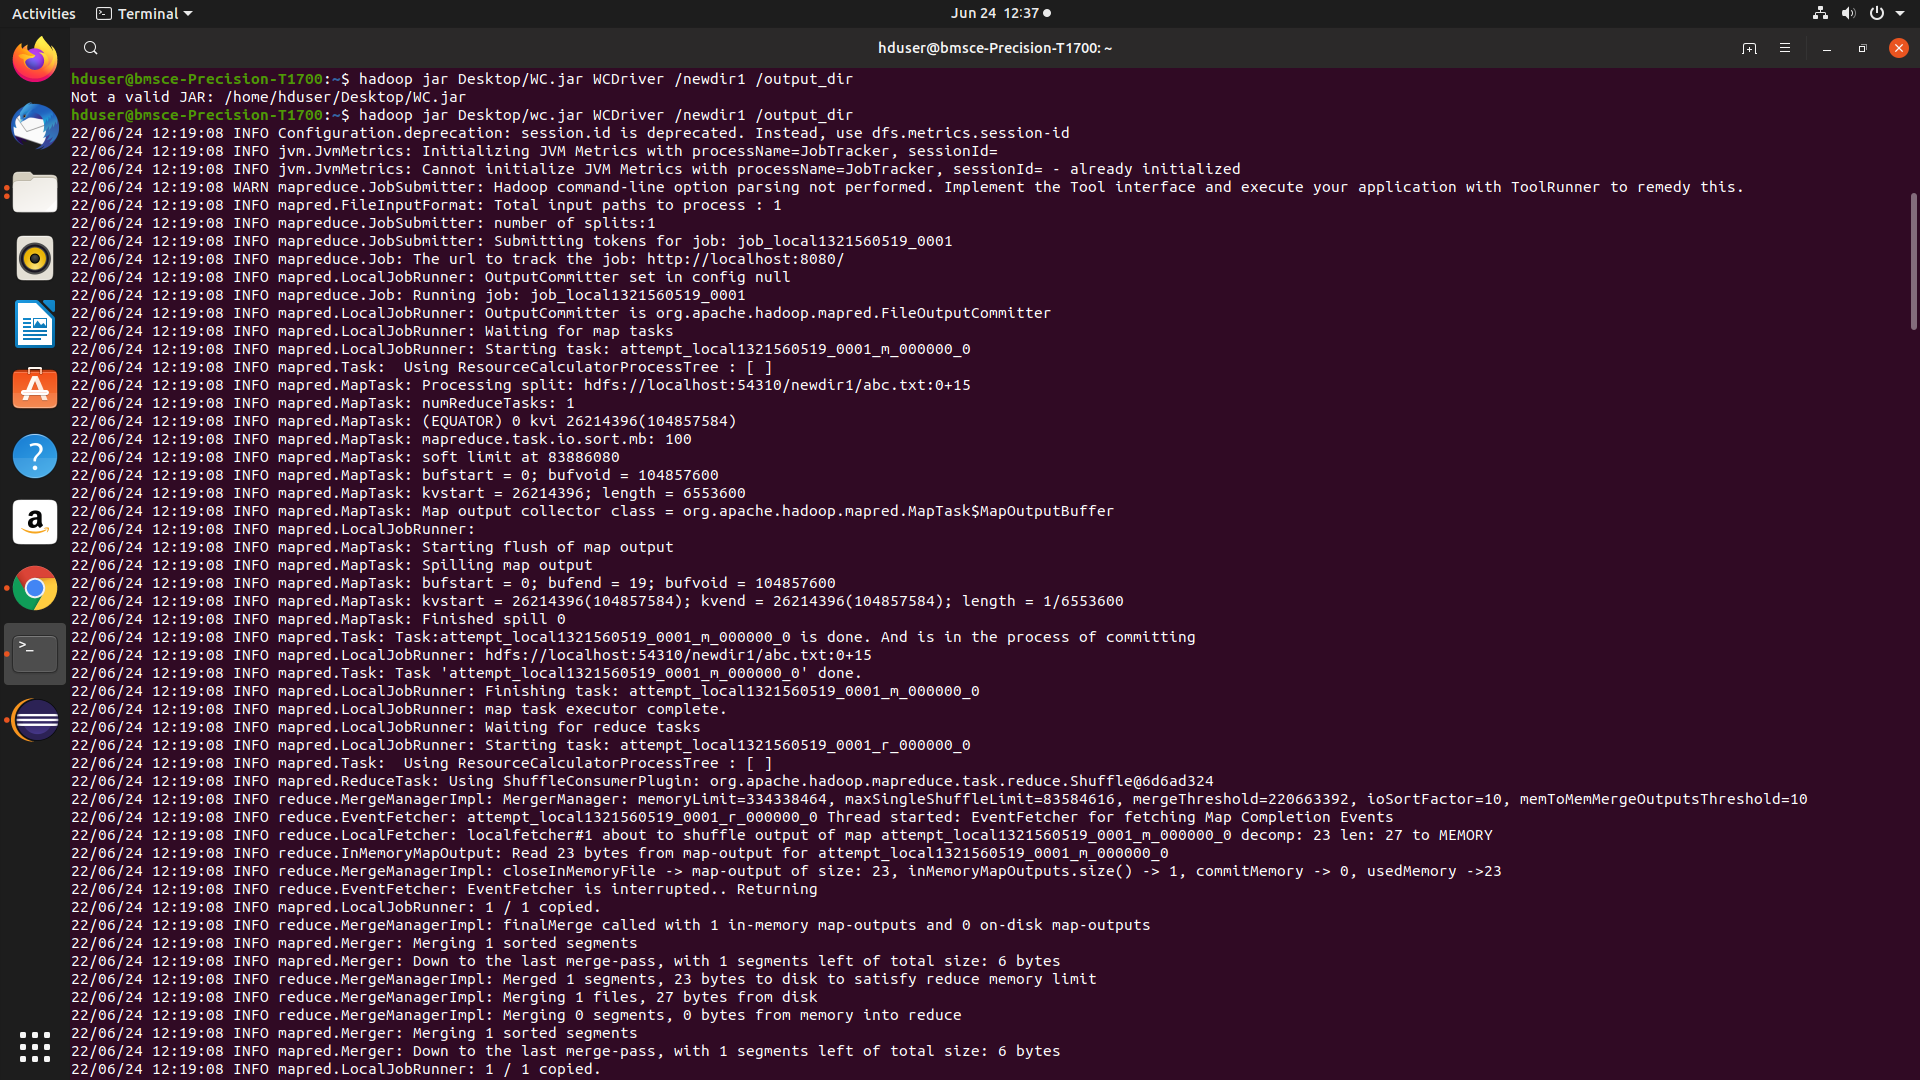 Activities
Terminal
Jun 24 12:37
hduser@bmsce-Precision-T1700: ~
hduser@bmsce-Precision-T1700:~$ hadoop jar Desktop/WC.jar WCDriver /newdir1 /output_dir
Not a valid JAR: /home/hduser/Desktop/WC.jar
hduser@bmsce-Precision-T1700:~$ hadoop jar Desktop/wc.jar WCDriver /newdir1 /output_dir
22/06/24 12:19:08 INFO Configuration.deprecation: session.id is deprecated. Instead, use dfs.metrics.session-id
22/06/24 12:19:08 INFO jvm.JvmMetrics: Initializing JVM Metrics with processName=JobTracker, sessionId=
22/06/24 12:19:08 INFO jvm.JvmMetrics: Cannot initialize JVM Metrics with processName=JobTracker, sessionId= - already initialized
22/06/24 12:19:08 WARN mapreduce.JobSubmitter: Hadoop command-line option parsing not performed. Implement the Tool interface and execute your application with ToolRunner to remedy this.
22/06/24 12:19:08 INFO mapred.FileInputFormat: Total input paths to process : 1
22/06/24 12:19:08 INFO mapreduce.JobSubmitter: number of splits:1
22/06/24 12:19:08 INFO mapreduce.JobSubmitter: Submitting tokens for job: job_local1321560519_0001
22/06/24 12:19:08 INFO mapreduce.Job: The url to track the job: http://localhost:8080/
22/06/24 12:19:08 INFO mapred.LocalJobRunner: OutputCommitter set in config null
22/06/24 12:19:08 INFO mapreduce.Job: Running job: job_local1321560519_0001
22/06/24 12:19:08 INFO mapred.LocalJobRunner: OutputCommitter is org.apache.hadoop.mapred.FileOutputCommitter
22/06/24 12:19:08 INFO mapred.LocalJobRunner: Waiting for map tasks
22/06/24 12:19:08 INFO mapred.LocalJobRunner: Starting task: attempt_local1321560519_0001_m_000000_0
22/06/24 12:19:08 INFO mapred.Task:  Using ResourceCalculatorProcessTree : [ ]
22/06/24 12:19:08 INFO mapred.MapTask: Processing split: hdfs://localhost:54310/newdir1/abc.txt:0+15
22/06/24 12:19:08 INFO mapred.MapTask: numReduceTasks: 1
22/06/24 12:19:08 INFO mapred.MapTask: (EQUATOR) 0 kvi 26214396(104857584)
22/06/24 12:19:08 INFO mapred.MapTask: mapreduce.task.io.sort.mb: 100
22/06/24 12:19:08 INFO mapred.MapTask: soft limit at 83886080
22/06/24 12:19:08 INFO mapred.MapTask: bufstart = 0; bufvoid = 104857600
22/06/24 12:19:08 INFO mapred.MapTask: kvstart = 26214396; length = 6553600
22/06/24 12:19:08 INFO mapred.MapTask: Map output collector class = org.apache.hadoop.mapred.MapTask$MapOutputBuffer
22/06/24 12:19:08 INFO mapred.LocalJobRunner:
22/06/24 12:19:08 INFO mapred.MapTask: Starting flush of map output
22/06/24 12:19:08 INFO mapred.MapTask: Spilling map output
22/06/24 12:19:08 INFO mapred.MapTask: bufstart = 0; bufend = 19; bufvoid = 104857600
22/06/24 12:19:08 INFO mapred.MapTask: kvstart = 26214396(104857584); kvend = 26214396(104857584); length = 1/6553600
22/06/24 12:19:08 INFO mapred.MapTask: Finished spill 0
22/06/24 12:19:08 INFO mapred.Task: Task:attempt_local1321560519_0001_m_000000_0 is done. And is in the process of committing
22/06/24 12:19:08 INFO mapred.LocalJobRunner: hdfs://localhost:54310/newdir1/abc.txt:0+15
22/06/24 12:19:08 INFO mapred.Task: Task 'attempt_local1321560519_0001_m_000000_0' done.
22/06/24 12:19:08 INFO mapred.LocalJobRunner: Finishing task: attempt_local1321560519_0001_m_000000_0
22/06/24 12:19:08 INFO mapred.LocalJobRunner: map task executor complete.
22/06/24 12:19:08 INFO mapred.LocalJobRunner: Waiting for reduce tasks
22/06/24 12:19:08 INFO mapred.LocalJobRunner: Starting task: attempt_local1321560519_0001_r_000000_0
22/06/24 12:19:08 INFO mapred.Task:  Using ResourceCalculatorProcessTree : [ ]
22/06/24 12:19:08 INFO mapred.ReduceTask: Using ShuffleConsumerPlugin: org.apache.hadoop.mapreduce.task.reduce.Shuffle@6d6ad324
22/06/24 12:19:08 INFO reduce.MergeManagerImpl: MergerManager: memoryLimit=334338464, maxSingleShuffleLimit=83584616, mergeThreshold=220663392, ioSortFactor=10, memToMemMergeOutputsThreshold=10
22/06/24 12:19:08 INFO reduce.EventFetcher: attempt_local1321560519_0001_r_000000_0 Thread started: EventFetcher for fetching Map Completion Events
22/06/24 12:19:08 INFO reduce.LocalFetcher: localfetcher#1 about to shuffle output of map attempt_local1321560519_0001_m_000000_0 decomp: 23 len: 27 to MEMORY
22/06/24 12:19:08 INFO reduce.InMemoryMapOutput: Read 23 bytes from map-output for attempt_local1321560519_0001_m_000000_0
22/06/24 12:19:08 INFO reduce.MergeManagerImpl: closeInMemoryFile -> map-output of size: 23, inMemoryMapOutputs.size() -> 1, commitMemory -> 0, usedMemory ->23
22/06/24 12:19:08 INFO reduce.EventFetcher: EventFetcher is interrupted.. Returning
22/06/24 12:19:08 INFO mapred.LocalJobRunner: 1 / 1 copied.
22/06/24 12:19:08 INFO reduce.MergeManagerImpl: finalMerge called with 1 in-memory map-outputs and 0 on-disk map-outputs
22/06/24 12:19:08 INFO mapred.Merger: Merging 1 sorted segments
22/06/24 12:19:08 INFO mapred.Merger: Down to the last merge-pass, with 1 segments left of total size: 6 bytes
22/06/24 12:19:08 INFO reduce.MergeManagerImpl: Merged 1 segments, 23 bytes to disk to satisfy reduce memory limit
22/06/24 12:19:08 INFO reduce.MergeManagerImpl: Merging 1 files, 27 bytes from disk
22/06/24 12:19:08 INFO reduce.MergeManagerImpl: Merging 0 segments, 0 bytes from memory into reduce
22/06/24 12:19:08 INFO mapred.Merger: Merging 1 sorted segments
22/06/24 12:19:08 INFO mapred.Merger: Down to the last merge-pass, with 1 segments left of total size: 6 bytes
22/06/24 12:19:08 INFO mapred.LocalJobRunner: 1 / 1 copied.